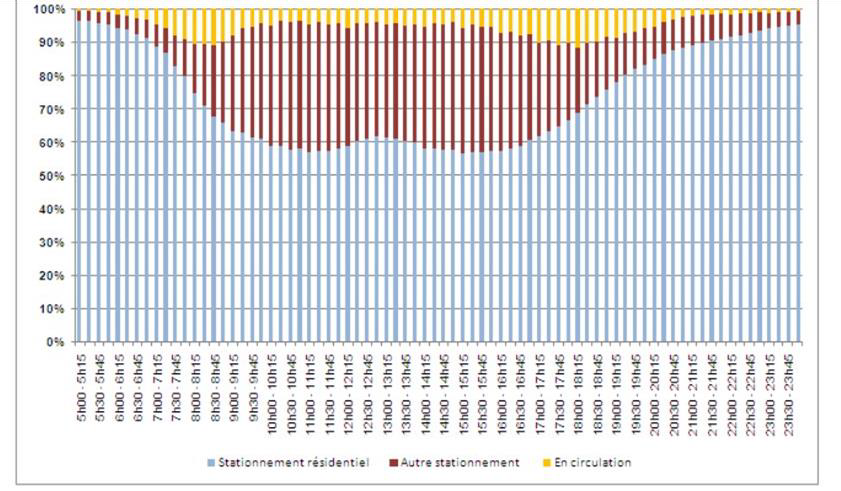 100%
90%
80%
70%
60%
50%
40%
30%
20%
10%
0%
5h00 - 5h15
5h30 - 5h45
6h00 - 6h15
6h30 - 6h45
7h00 - 7h15
7h30 - 7h45
8h00 - 8h15
8h30 - 8h45
9h00 - 9h15
9h30 - 9h45
10h00 - 10h15
10h30 - 10h45
11h00 - 11h15
11h30 - 11h45
12h00 - 12h15
12h30 - 12h45
13h00 - 13h15
13h30 - 13h45
14h00 - 14h15
14h30 - 14h45
15h00 - 15h15
15h30 - 15h45
16h00 - 16h15
16h30 - 16h45
17h00 - 17h15
17h30 - 17h45
18h00 - 18h15
18h30 - 18h45
19h00 - 19h15
19h30 - 19h45
20h00 - 20h15
20h30 - 20h45
21h00 - 21h15
21h30 - 21h45
22h00 - 22h15
22h30 - 22h45
23h00 - 23h15
23h30 - 23h45
Stationnement résidentiel Autre stationnement En circulation